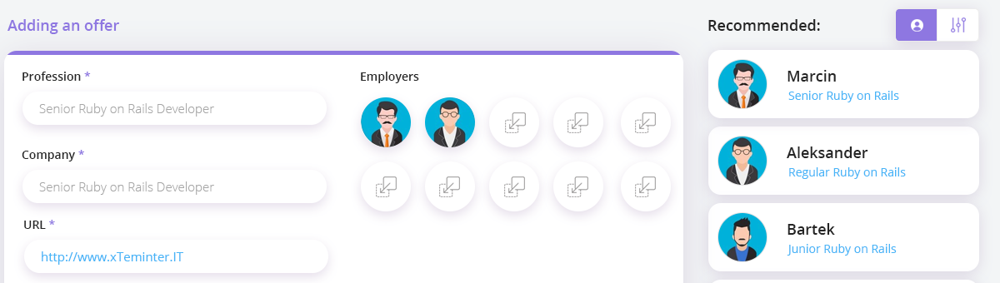 Adding an offer
Profession *
Senior Ruby on Rails Developer
Company *
Senior Ruby on Rails Developer
URL *
http://www.xTeminter.IT
Employers
Recommended:
Marcin
Senior Ruby on Rails
Aleksander
Regular Ruby on Rails
Bartek
Junior Ruby on Rails